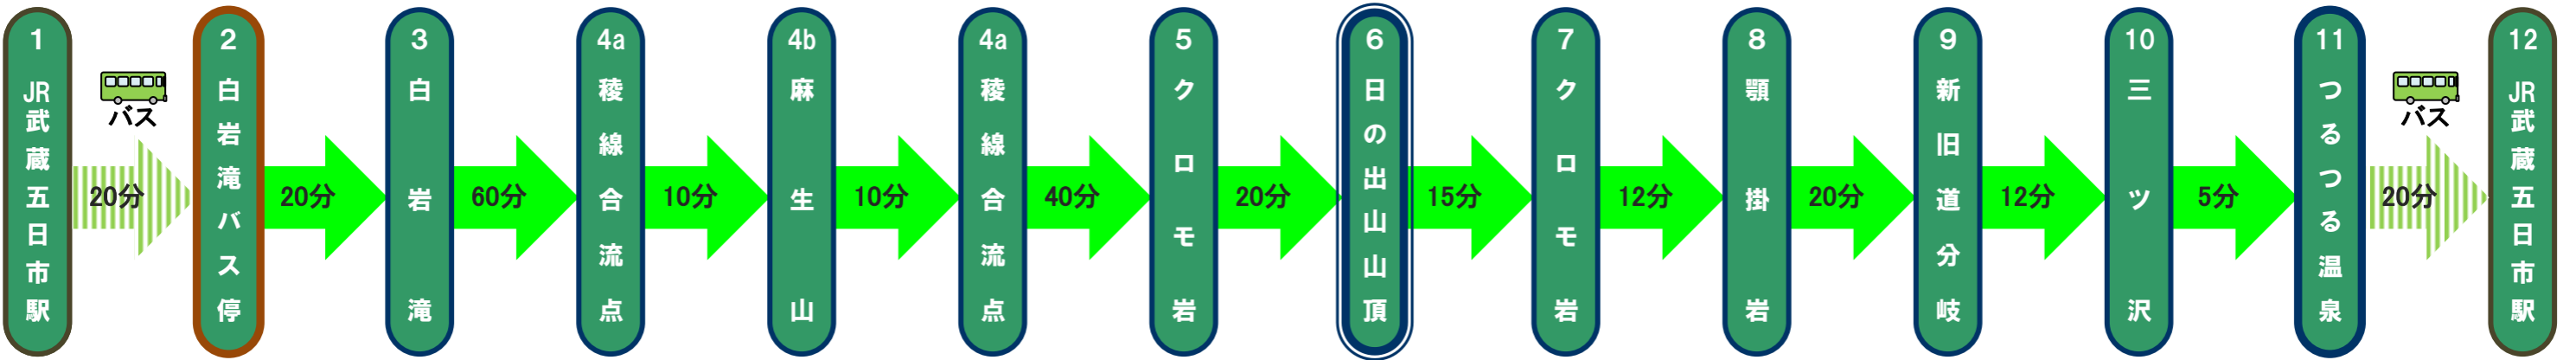 1 JR武蔵五日市駅
バス
20分
2 白岩滝バス停
20分
3 白岩滝
60分
4a 稜線合流点
10分
4b 麻生山
10分
4a 稜線合流点
40分
5 クロモ岩
20分
6 日の出山山頂
15分
7 クロモ岩
12分
8 顎掛岩
20分
9 新旧道分岐
12分
10 三ツ沢
5分
11 つるつる温泉
バス
20分
12 JR武蔵五日市駅